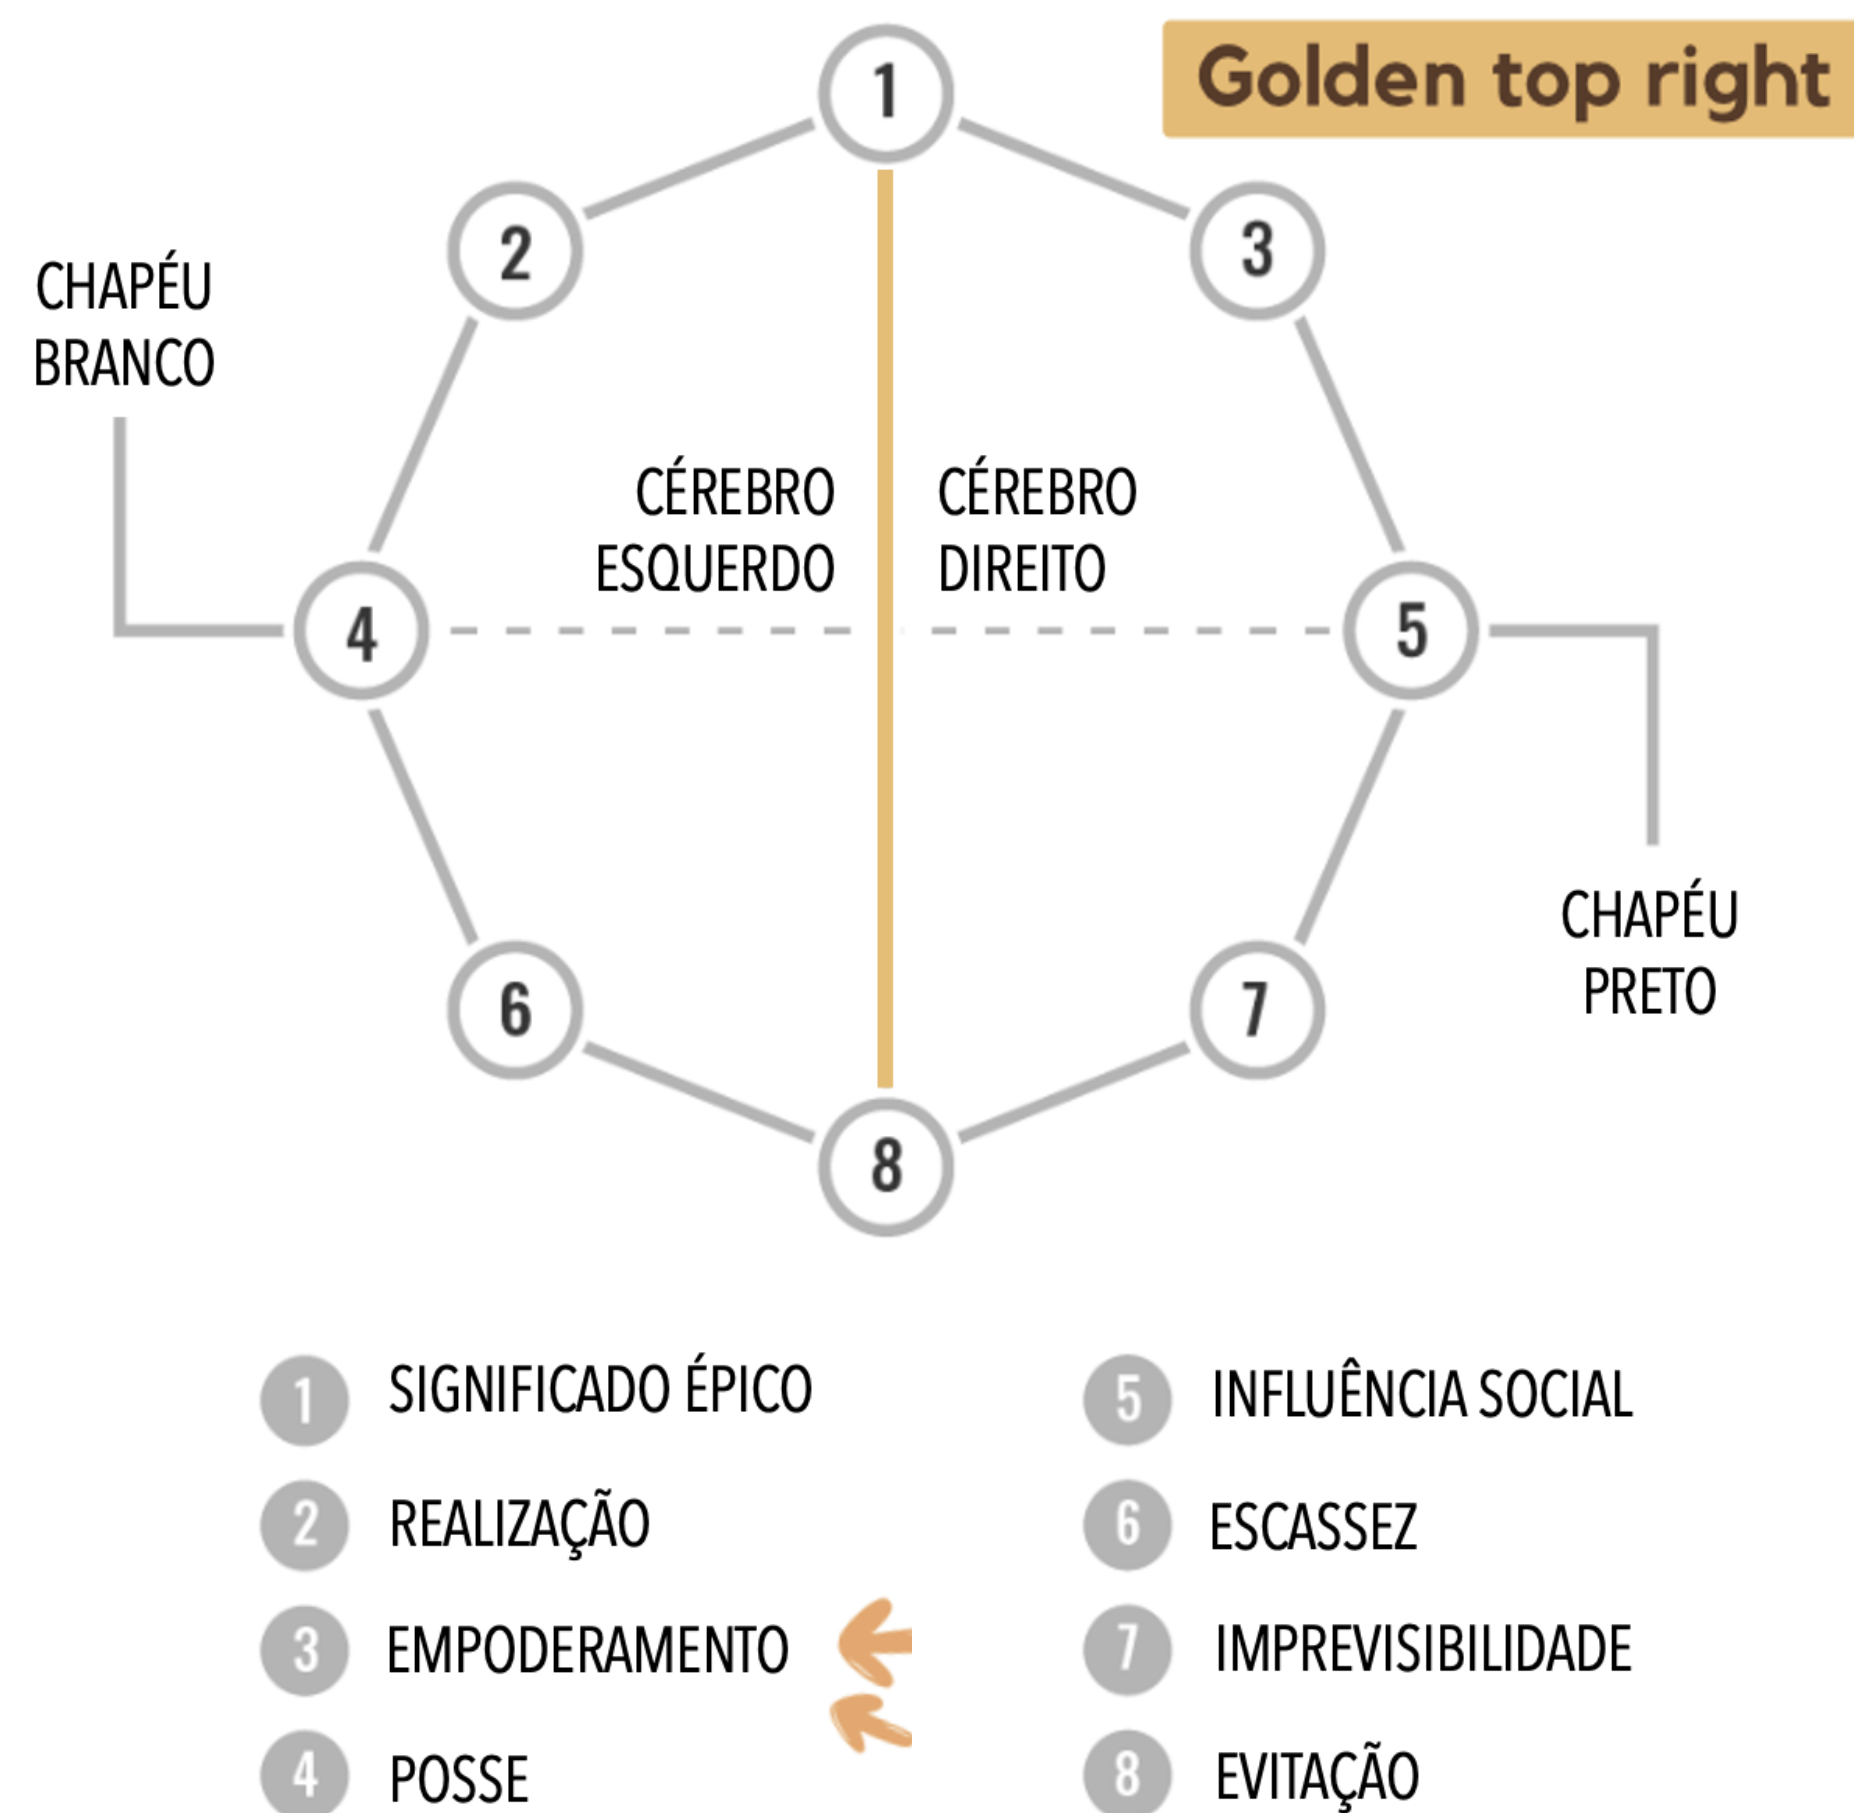 Golden top right
1
2
3
CHAPÉU
BRANCO
CÉREBRO
ESQUERDO
CÉREBRO
DIREITO
4
5
CHAPÉU
PRETO
6
7
8
1 SIGNIFICADO ÉPICO
2 REALIZAÇÃO
3 EMPODERAMENTO
4 POSSE
5 INFLUÊNCIA SOCIAL
6 ESCASSEZ
7 IMPREVISIBILIDADE
8 EVITAÇÃO